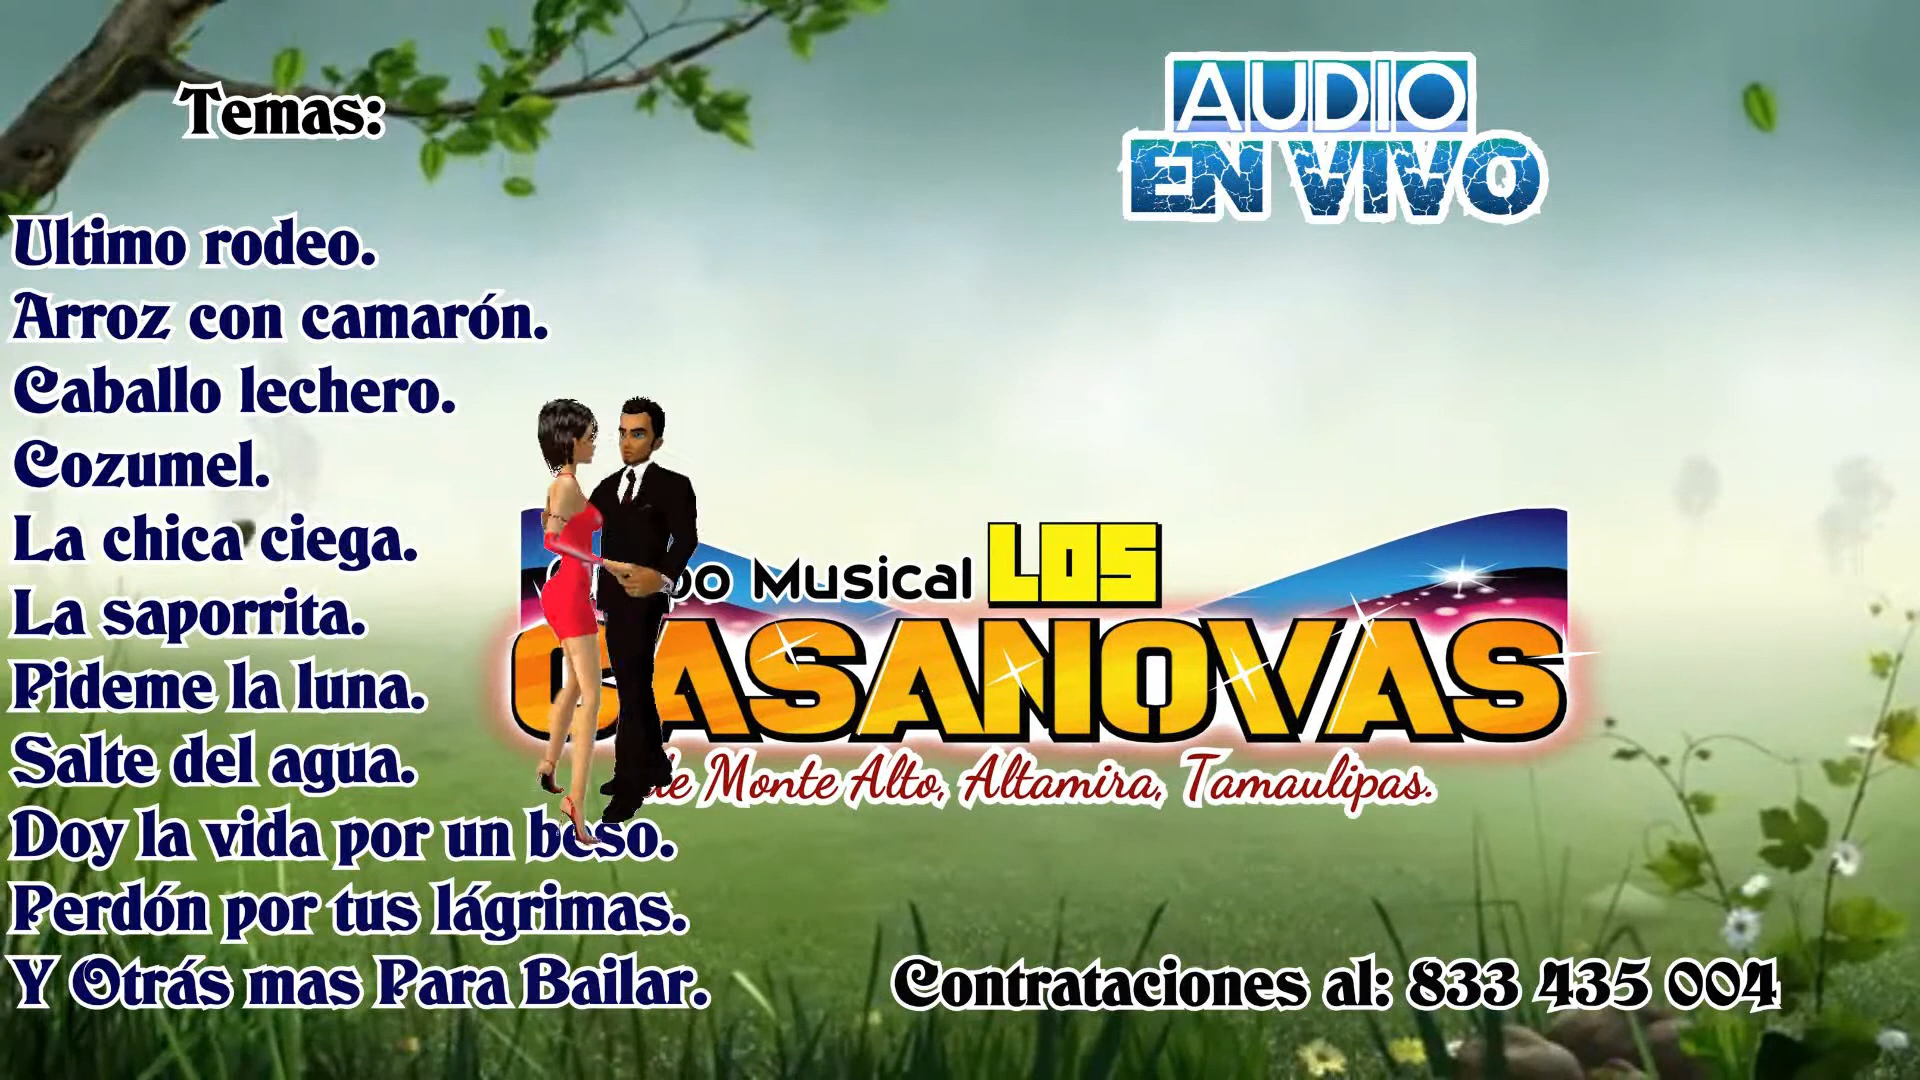 Temas:
Ultimo rodeo.
Arroz con camarón.
Caballo lechero.
Cozumel.
La chica ciega.
La saporrita.
Pideme la luna.
Salte del agua.
Doy la vida por un beso.
Perdón por tus lágrimas.
Y Otrás mas Para Bailar.
AUDIO
EN VIVO
Musical LOS
CASANOVAS
de Monte Alto, Altamira, Tamaulipas.
Contrataciones al: 833 435 004